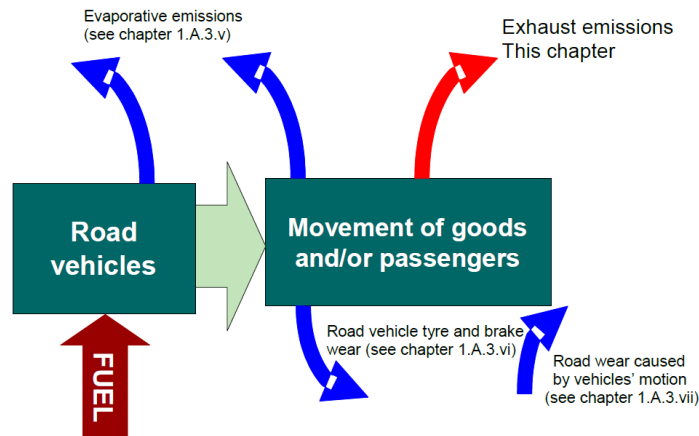 Evaporative emissions
(see chapter 1.A.3.v)
Exhaust emissions
This chapter
Road
vehicles
Movement of goods
and/or passengers
Road vehicle tyre and brake
wear (see chapter 1.A.3.vi)
Road wear caused
by vehicles' motion
(see chapter 1.A.3.vii)
FUEL